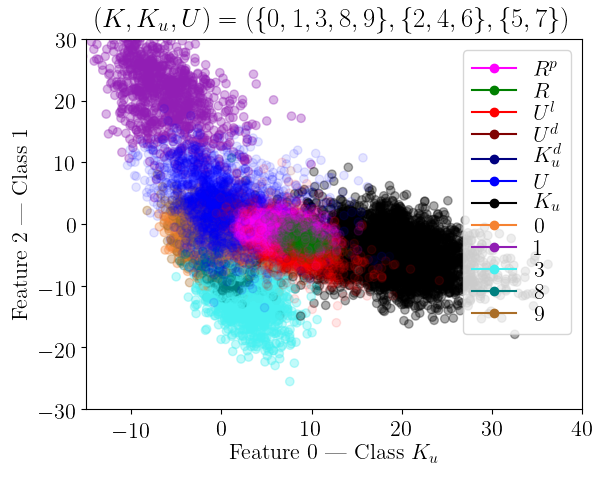 (K, K_u, U) = ({0, 1, 3, 8, 9}, {2, 4, 6}, {5, 7})
30
20
10
0
−10
−20
−30
Feature 2 — Class 1
R^p
R
U^l
U^d
K_u^d
U
K_u
0
1
3
8
9
−10
0
10
20
30
40
Feature 0 — Class K_u